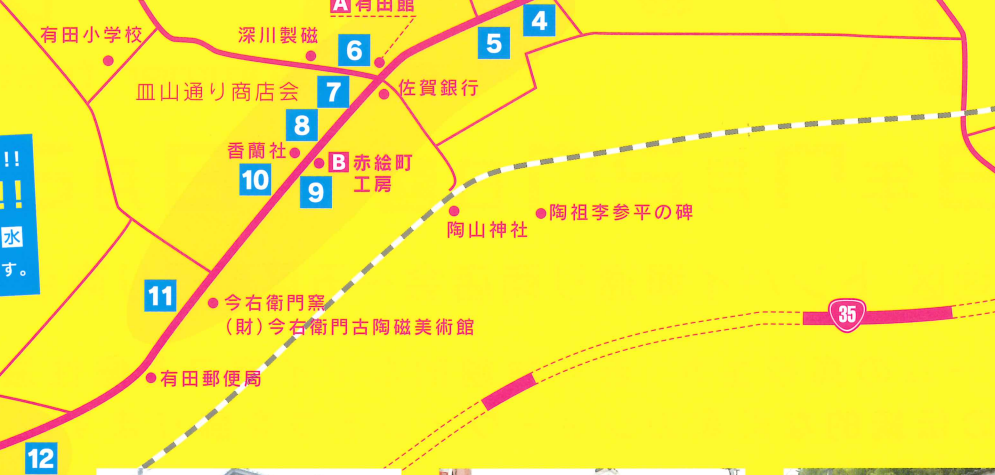 A 有田館
4
有田小学校
深川製磁
6
5
皿山通り商店会
7
佐賀銀行
8
香蘭社
B 赤絵町
工房
10
9
!!
!!
水
す。
陶山神社
陶祖李参平の碑
11
今右衛門窯
(財)今右衛門古陶磁美術館
35
有田郵便局
12